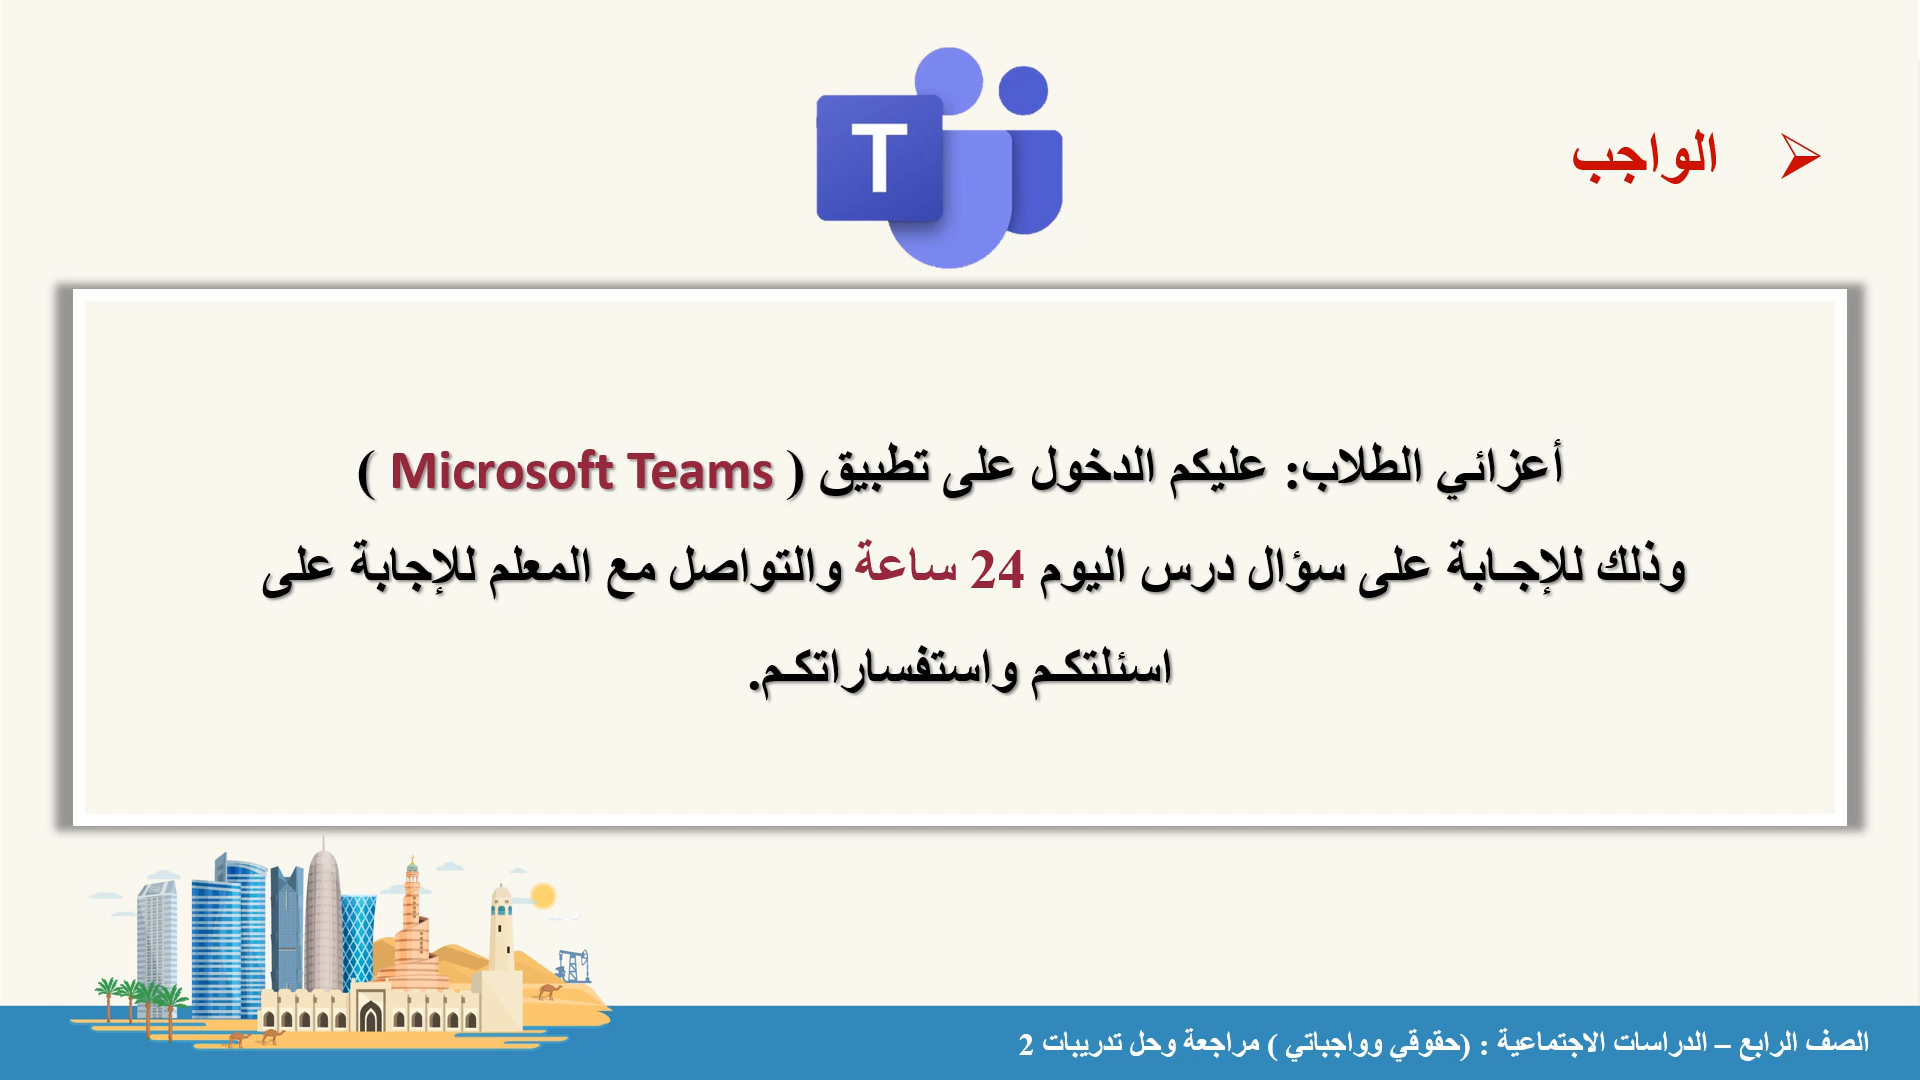 T
الواجب
أعزائي الطلاب: عليكم الدخول على تطبيق ( Microsoft Teams )
وذلك للإجـابة على سؤال درس اليوم 24 ساعة والتواصل مع المعلم للإجابة على
اسئلتكـم واستفساراتكـم.
الصف الرابع – الدراسات الاجتماعية : (حقوقي وواجباتي ) مراجعة وحل تدريبات 2